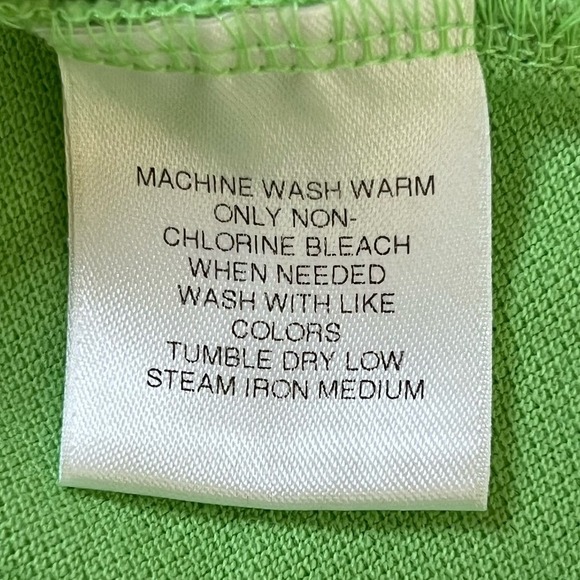 MACHINE WASH WARM
ONLY NON-
CHLORINE BLEACH
WHEN NEEDED
WASH WITH LIKE
COLORS
TUMBLE DRY LOW
STEAM IRON MEDIUM